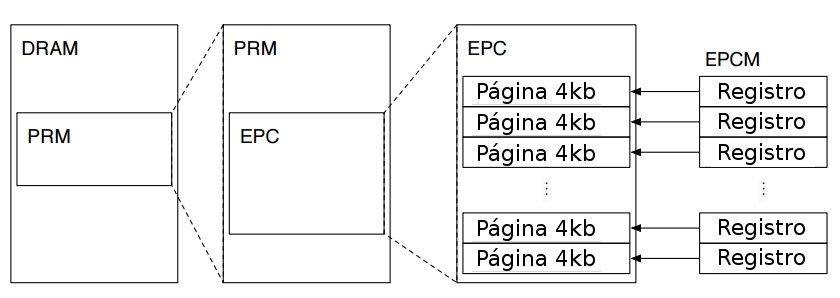 DRAM
PRM
PRM
EPC
EPC
Página 4kb
Página 4kb
Página 4kb
⋮
Página 4kb
Página 4kb
EPCM
Registro
Registro
Registro
⋮
Registro
Registro